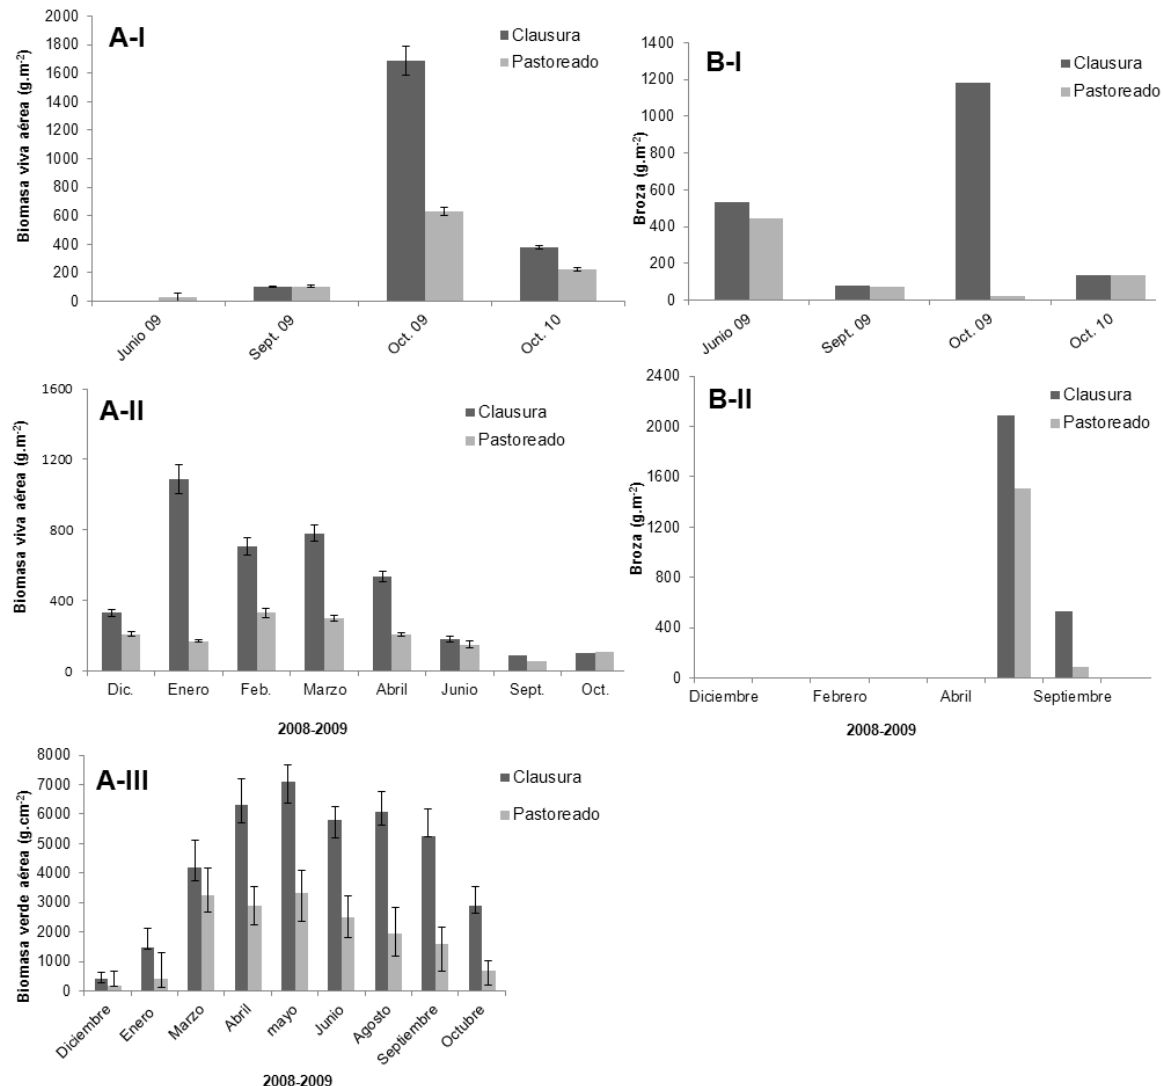 A-I
Clausura
Pastoreado
Biomasa viva aérea (g.m-2)
2000
1800
1600
1400
1200
1000
800
600
400
200
0
Junio 09
Sept. 09
Oct. 09
Oct. 10
B-I
Clausura
Pastoreado
Broza (g.m-2)
1400
1200
1000
800
600
400
200
0
Junio 09
Sept. 09
Oct. 09
Oct. 10
A-II
Clausura
Pastoreado
Biomasa viva aérea (g.m-2)
1600
1200
800
400
0
Dic.
Enero
Feb.
Marzo
Abril
Junio
Sept.
Oct.
2008-2009
B-II
Clausura
Pastoreado
Broza (g.m-2)
2400
2000
1600
1200
800
400
0
Diciembre
Febrero
Abril
Septiembre
2008-2009
A-III
Clausura
Pastoreado
Biomasa verde aérea (g.cm-2)
8000
7000
6000
5000
4000
3000
2000
1000
0
Diciembre
Enero
Marzo
Abril
mayo
Junio
Agosto
Septiembre
Octubre
2008-2009